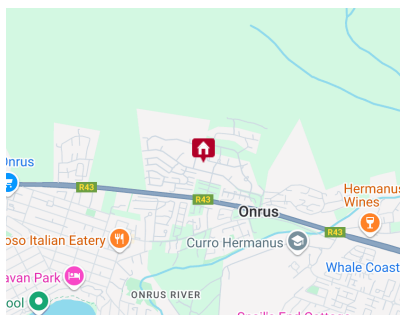 Onrus
R43
R43
Hermanus
Wines
Onrus
R43
oso Italian Eatery
Curro Hermanus
Whale Coast
avan Park
ONRUS RIVER
ool